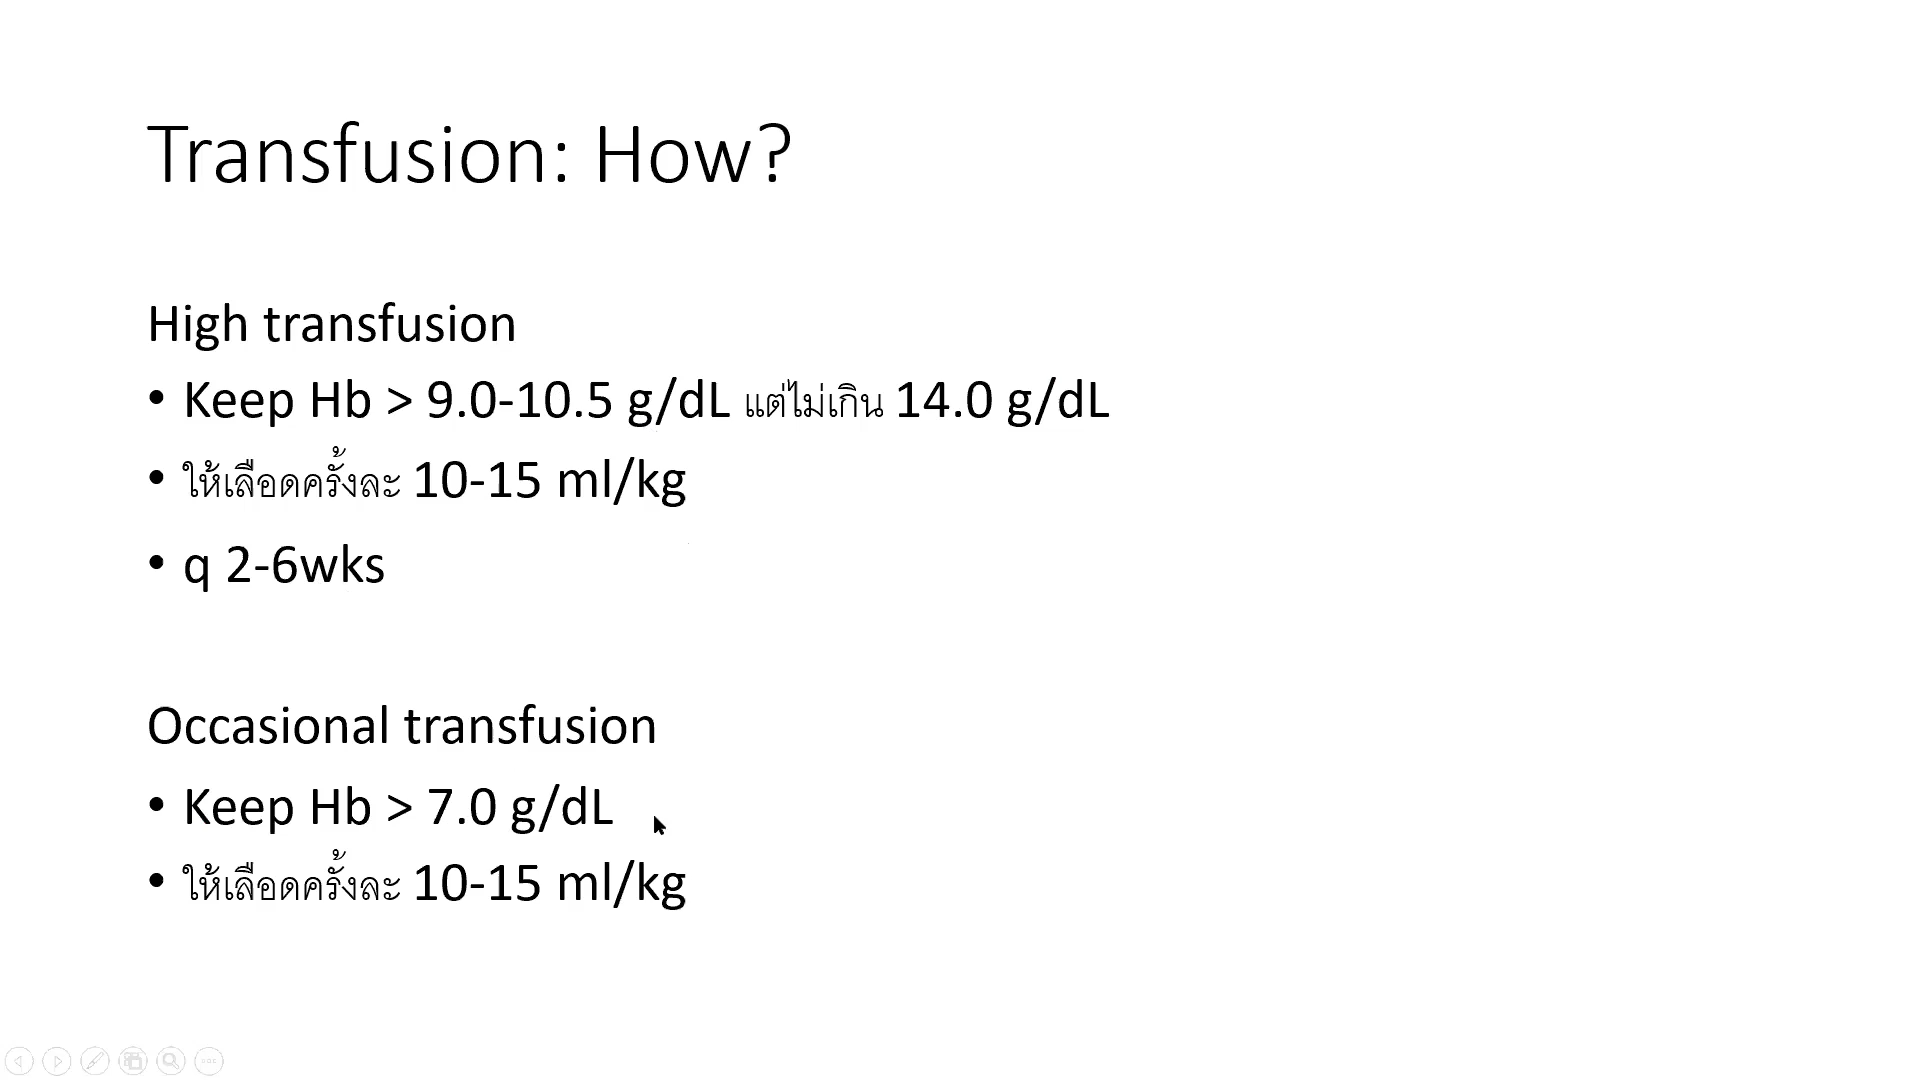 Transfusion: How?
High transfusion
• Keep Hb > 9.0-10.5 g/dL แต่ไม่เกิน 14.0 g/dL
• ให้เลือดครั้งละ 10-15 ml/kg
• q 2-6wks
Occasional transfusion
• Keep Hb > 7.0 g/dL
• ให้เลือดครั้งละ 10-15 ml/kg